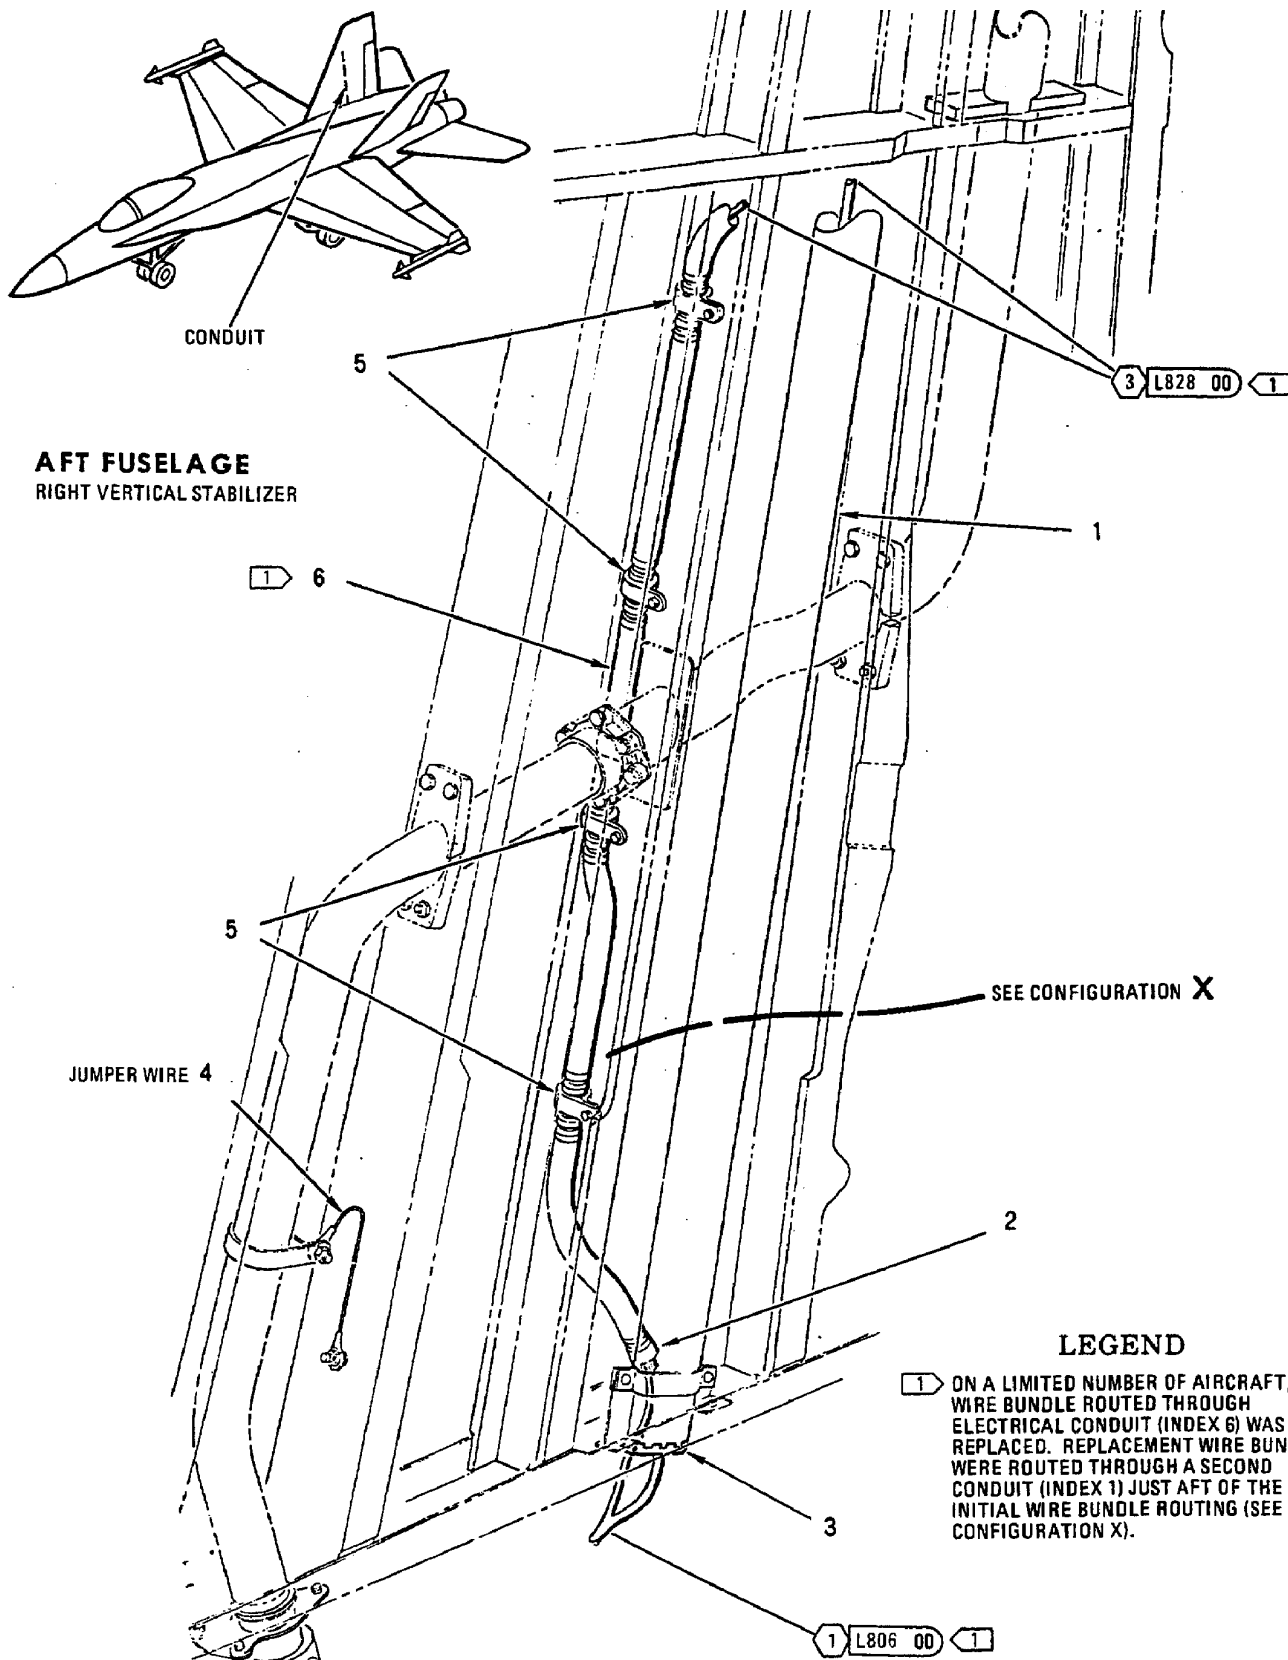 CONDUIT
5
3 L828 00 1
AFT FUSELAGE
RIGHT VERTICAL STABILIZER
1
1 6
5
SEE CONFIGURATION X
JUMPER WIRE 4
2
LEGEND
1 ON A LIMITED NUMBER OF AIRCRAFT,
WIRE BUNDLE ROUTED THROUGH
ELECTRICAL CONDUIT (INDEX 6) WAS
REPLACED. REPLACEMENT WIRE BUN
WERE ROUTED THROUGH A SECOND
CONDUIT (INDEX 1) JUST AFT OF THE
INITIAL WIRE BUNDLE ROUTING (SEE
CONFIGURATION X).
3
1 L806 00 1